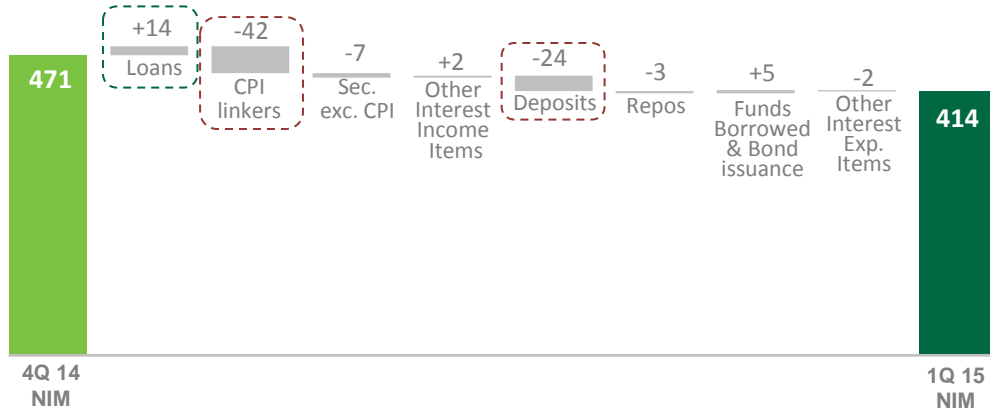 471
4Q 14
NIM
+14
Loans
-42
CPI
linkers
-7
Sec.
exc. CPI
+2
Other
Interest
Income
Items
-24
Deposits
-3
Repos
+5
Funds
Borrowed
& Bond
issuance
-2
Other
Interest
Exp.
Items
414
1Q 15
NIM